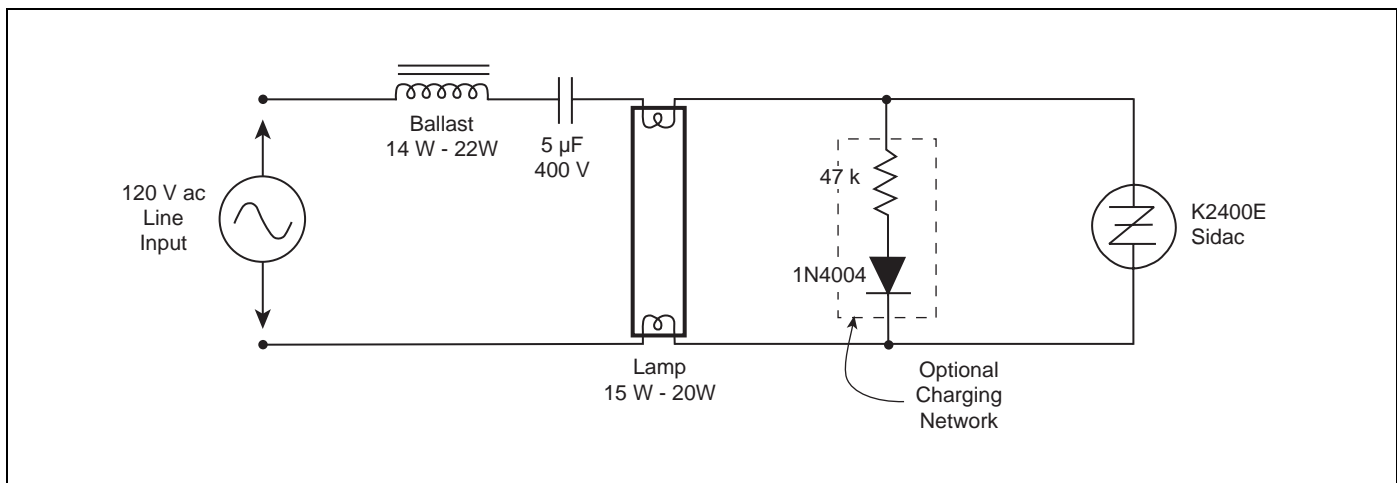 Ballast
14 W - 22W
5 µF
400 V
120 V ac
Line
Input
47 k
K2400E
Sidac
1N4004
Lamp
15 W - 20W
Optional
Charging
Network